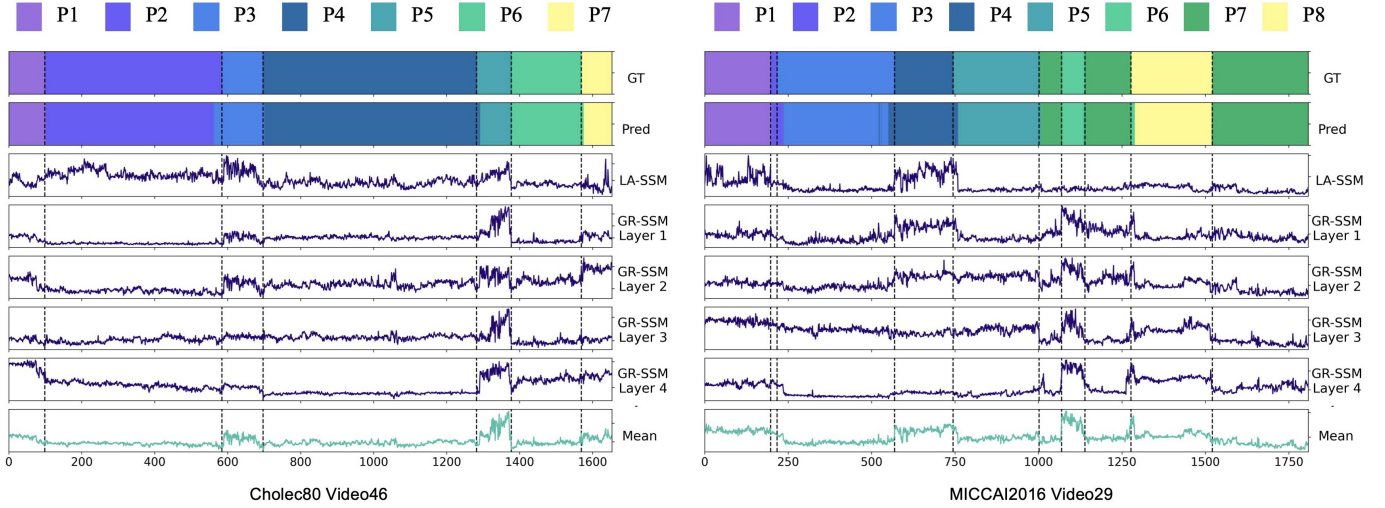 P1 P2 P3 P4 P5 P6 P7
GT
Pred
LA-SSM
GR-SSM
Layer 1
GR-SSM
Layer 2
GR-SSM
Layer 3
GR-SSM
Layer 4
Mean
0 200 400 600 800 1000 1200 1400 1600
Cholec80 Video46
P1 P2 P3 P4 P5 P6 P7 P8
GT
Pred
LA-SSM
GR-SSM
Layer 1
GR-SSM
Layer 2
GR-SSM
Layer 3
GR-SSM
Layer 4
Mean
0 250 500 750 1000 1250 1500 1750
MICCAI2016 Video29